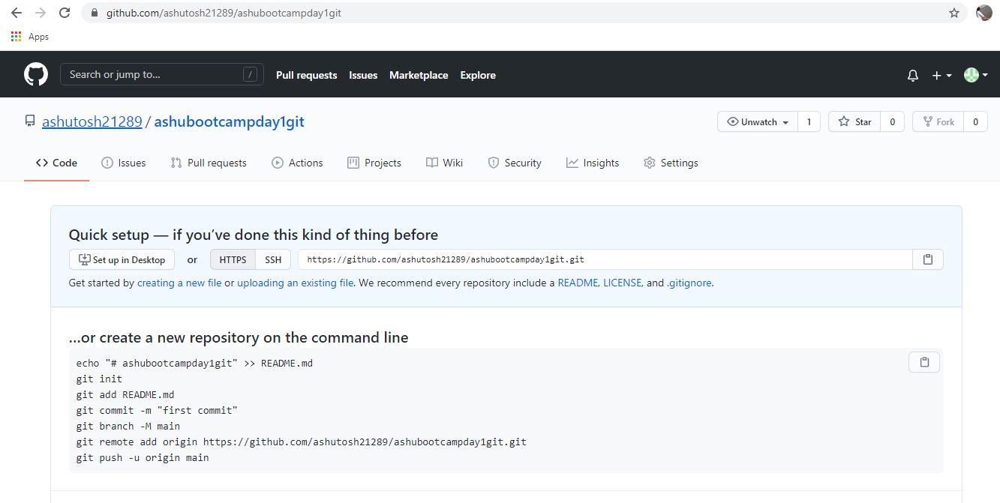 github.com/ashutosh21289/ashubootcampday1git
Apps
Search or jump to... / Pull requests Issues Marketplace Explore
ashutosh21289 / ashubootcampday1git Unwatch 1 Star 0 Fork 0
<> Code Issues Pull requests Actions Projects Wiki Security Insights Settings
Quick setup — if you’ve done this kind of thing before
Set up in Desktop or HTTPS SSH https://github.com/ashutosh21289/ashubootcampday1git.git
Get started by creating a new file or uploading an existing file. We recommend every repository include a README, LICENSE, and .gitignore.
…or create a new repository on the command line
echo "# ashubootcampday1git" >> README.md
git init
git add README.md
git commit -m "first commit"
git branch -M main
git remote add origin https://github.com/ashutosh21289/ashubootcampday1git.git
git push -u origin main